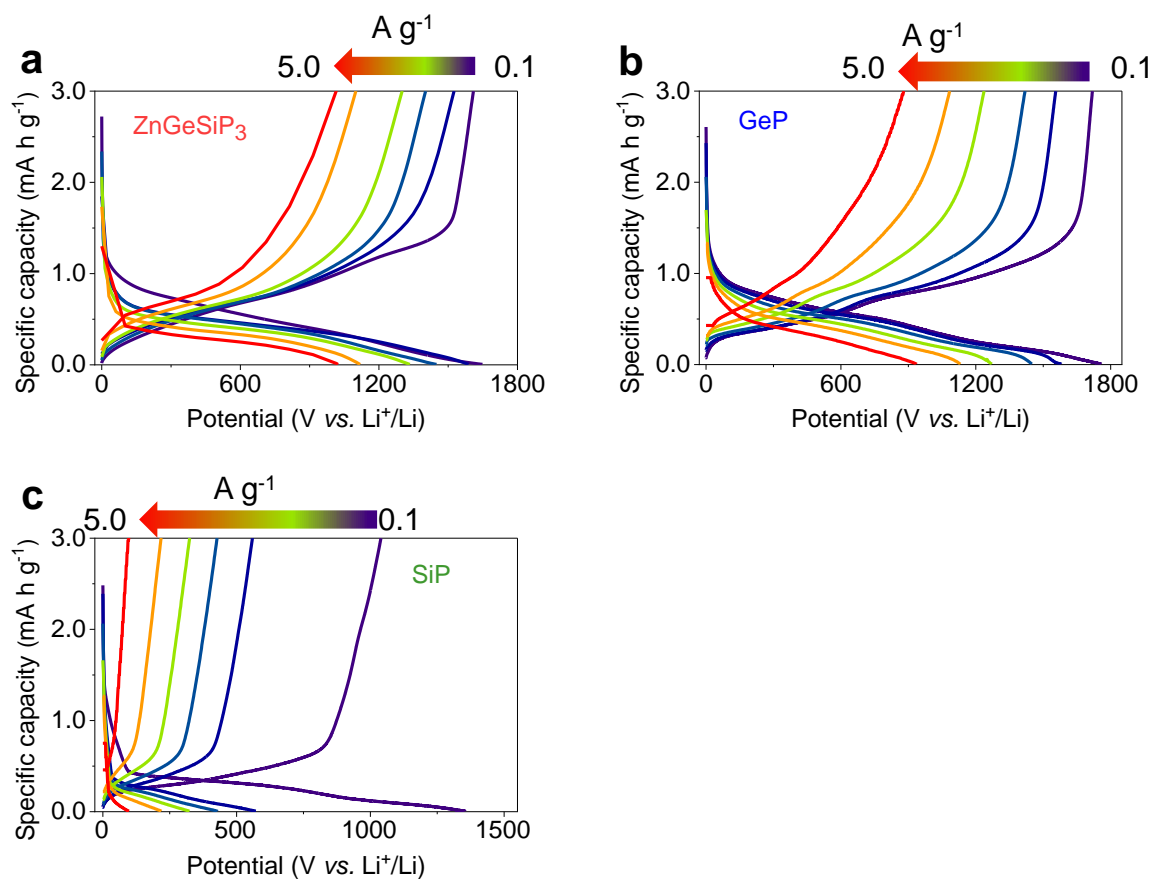 a
A g-1
5.0
0.1
ZnGeSiP3
Specific capacity (mA h g-1)
3.0
2.0
1.0
0.0
0
600
1200
1800
Potential (V vs. Li+/Li)
b
A g-1
5.0
0.1
GeP
Specific capacity (mA h g-1)
3.0
2.0
1.0
0.0
0
600
1200
1800
Potential (V vs. Li+/Li)
c
A g-1
5.0
0.1
SiP
Specific capacity (mA h g-1)
3.0
2.0
1.0
0.0
0
500
1000
1500
Potential (V vs. Li+/Li)